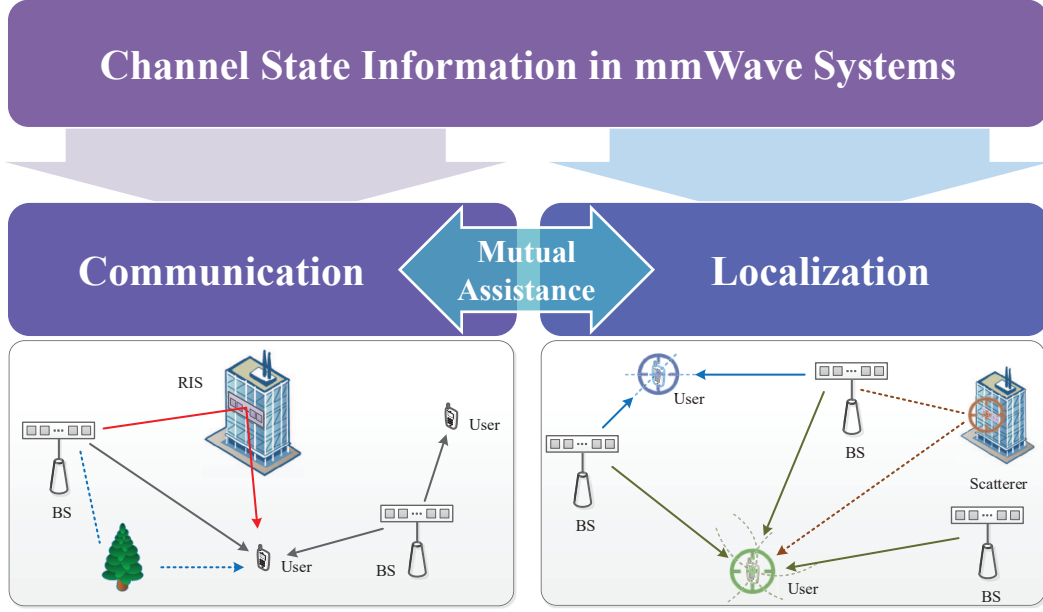 Channel State Information in mmWave Systems
Communication
Mutual
Assistance
Localization
RIS
BS
User
User
BS
User
BS
BS
Scatterer
User
BS